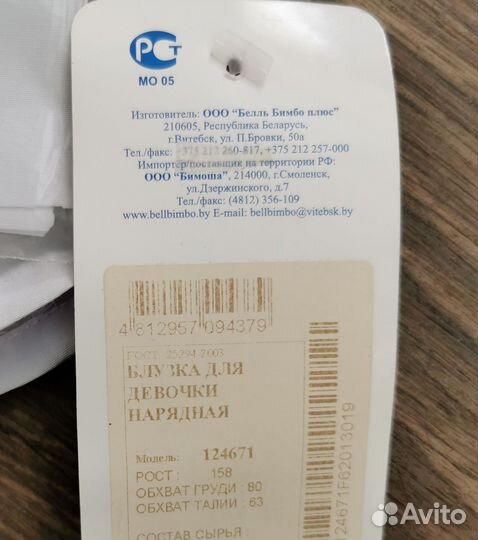 РСТ
МО 05
Изготовитель: ООО “Белль Бимбо плюс”
210605, Республика Беларусь,
г.Витебск, ул. П.Бровки, 50а
Тел./факс: +375 212 260-817, +375 212 257-000
Импортер/поставщик на территории РФ:
ООО “Бимоша”, 214000, г.Смоленск,
ул.Дзержинского, д.7
Тел./факс: (4812) 356-109
www.bellbimbo.by E-mail: bellbimbo@vitebsk.by
4 812957 094379
ГОСТ 25294-2003
БЛУЗКА ДЛЯ
ДЕВОЧКИ
НАРЯДНАЯ
Модель: 124671
РОСТ : 158
ОБХВАТ ГРУДИ : 80
ОБХВАТ ТАЛИИ : 63
СОСТАВ СЫРЬЯ :
124671F62013019
Avito